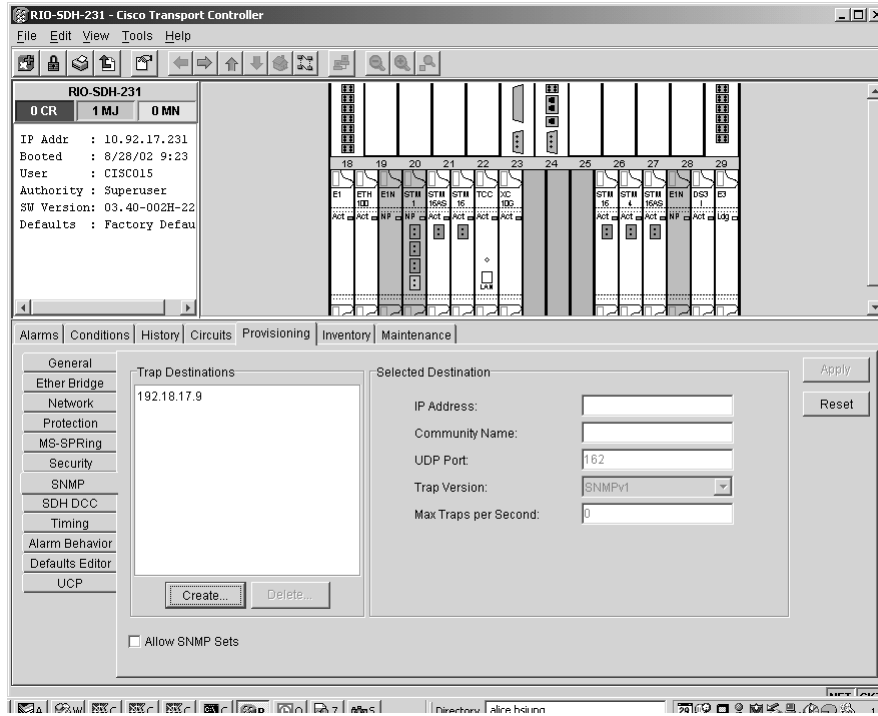 RIO-SDH-231 - Cisco Transport Controller
File Edit View Tools Help
RIO-SDH-231
0 CR 1 MJ 0 MN
IP Addr : 10.92.17.231
Booted : 8/28/02 9:23
User : CISCO15
Authority : Superuser
SW Version: 03.40-002H-22
Defaults : Factory Defau
18 19 20 21 22 23 24 25 26 27 28 29
E1 ETH 100 E1N STM 1 STM 16AS STM 16 TCC XC 10G STM 16 STM 4 STM 16AS E1N DS3 I E3
Act Act NP NP Act Act Act Act Act Act Act NP Act Ldg
LAN
Alarms Conditions History Circuits Provisioning Inventory Maintenance
General
Ether Bridge
Network
Protection
MS-SPRing
Security
SNMP
SDH DCC
Timing
Alarm Behavior
Defaults Editor
UCP
Trap Destinations
192.18.17.9
Create... Delete...
Allow SNMP Sets
Selected Destination
IP Address:
Community Name:
UDP Port: 162
Trap Version: SNMPv1
Max Traps per Second: 0
Apply
Reset
NET CKT
Directory alice hsiung